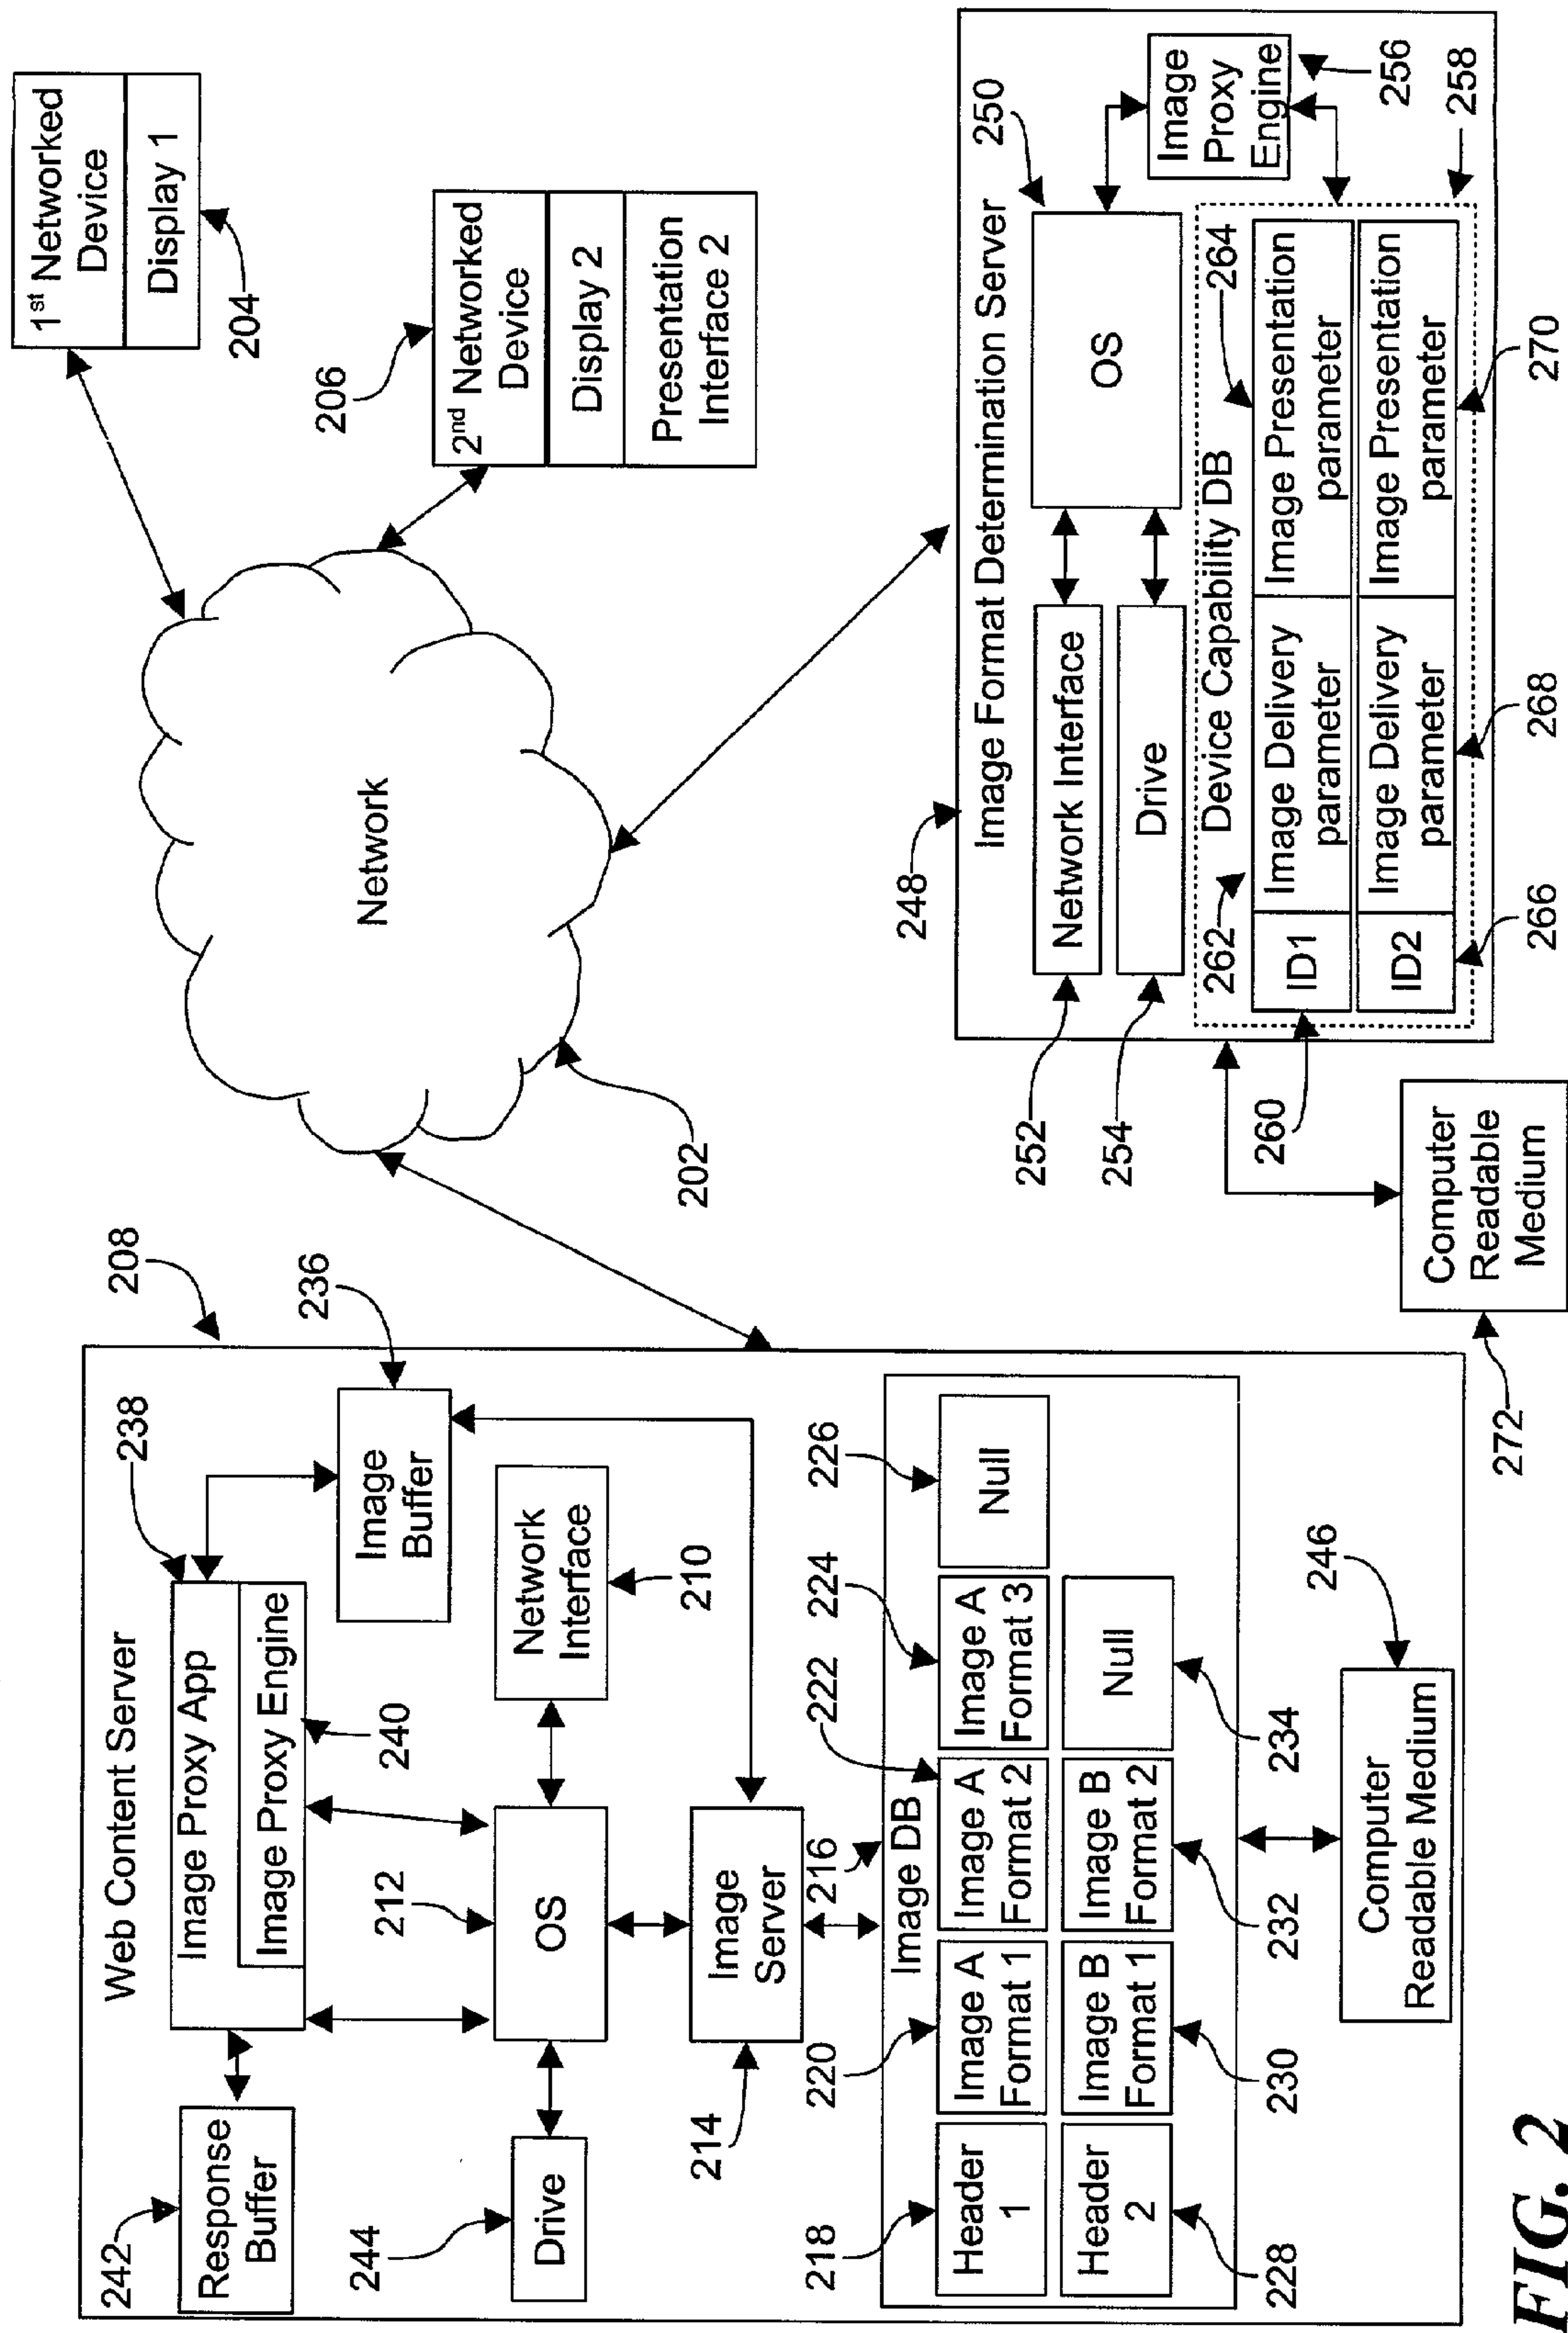 Web Content Server
208
242
Response
Buffer
Image Proxy App
Image Proxy Engine
238
240
236
Image
Buffer
244
Drive
212
OS
Network
Interface
210
214
Image
Server
216
Image DB
218
Header
1
220
Image A
Format 1
222
Image A
Format 2
224
Image A
Format 3
226
Null
228
Header
2
230
Image B
Format 1
232
Image B
Format 2
234
Null
246
Computer
Readable Medium
Network
202
1st Networked
Device
Display 1
204
206
2nd Networked
Device
Display 2
Presentation
Interface 2
248
Image Format Determination Server
250
252
Network Interface
OS
254
Drive
Image
Proxy
Engine
256
258
262
Device Capability DB
264
260
ID1
Image Delivery
parameter
Image Presentation
parameter
ID2
Image Delivery
parameter
Image Presentation
parameter
266
268
270
Computer
Readable
Medium
272
FIG. 2